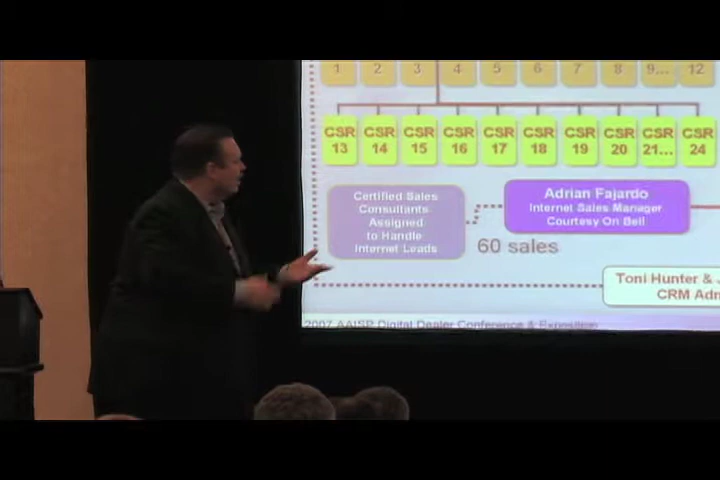 1 2 3 4 5 6 7 8 9... 12
CSR CSR CSR CSR CSR CSR CSR CSR CSR CSR
13 14 15 16 17 18 19 20 21... 24
Certified Sales
Consultants
Assigned
to Handle
Internet Leads
Adrian Fajardo
Internet Sales Manager
Courtesy On Bell
60 sales
Toni Hunter &
CRM
2007 AAISP Digital Dealer Conference & Exposition